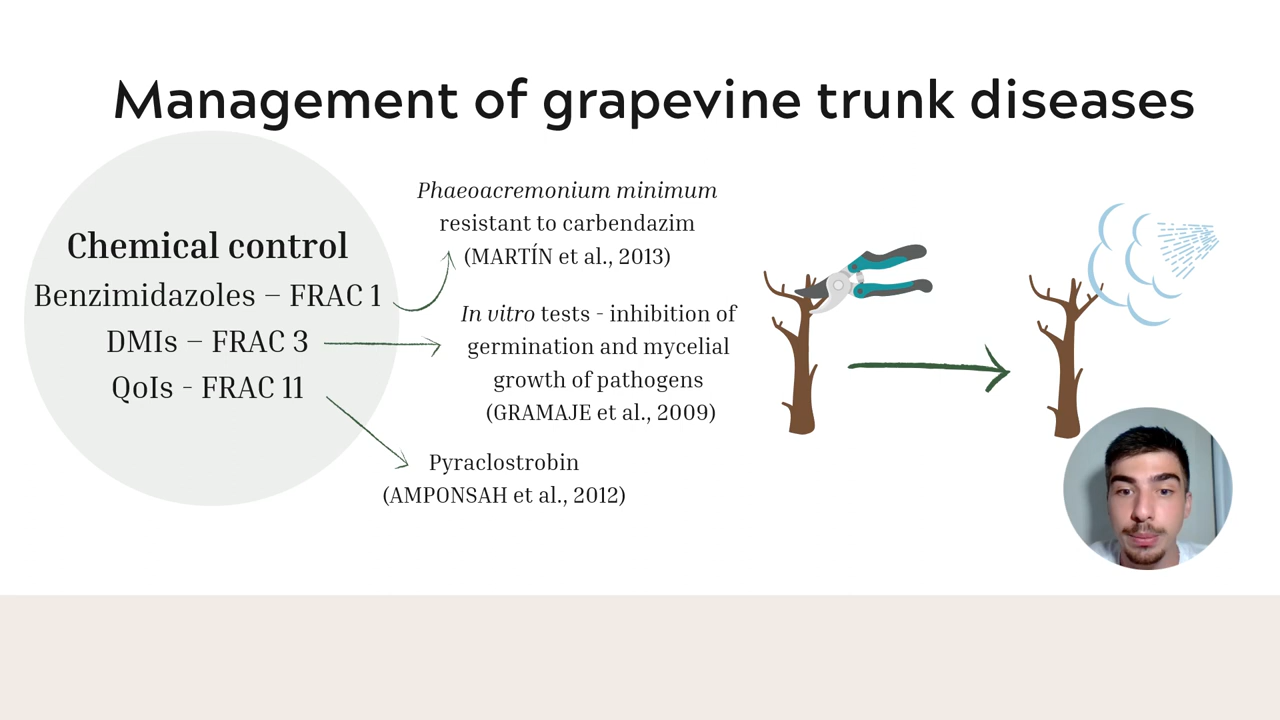 Management of grapevine trunk diseases
Chemical control
Benzimidazoles – FRAC 1
DMIs – FRAC 3
QoIs - FRAC 11
Phaeoacremonium minimum
resistant to carbendazim
(MARTÍN et al., 2013)
In vitro tests - inhibition of
germination and mycelial
growth of pathogens
(GRAMAJE et al., 2009)
Pyraclostrobin
(AMPONSAH et al., 2012)